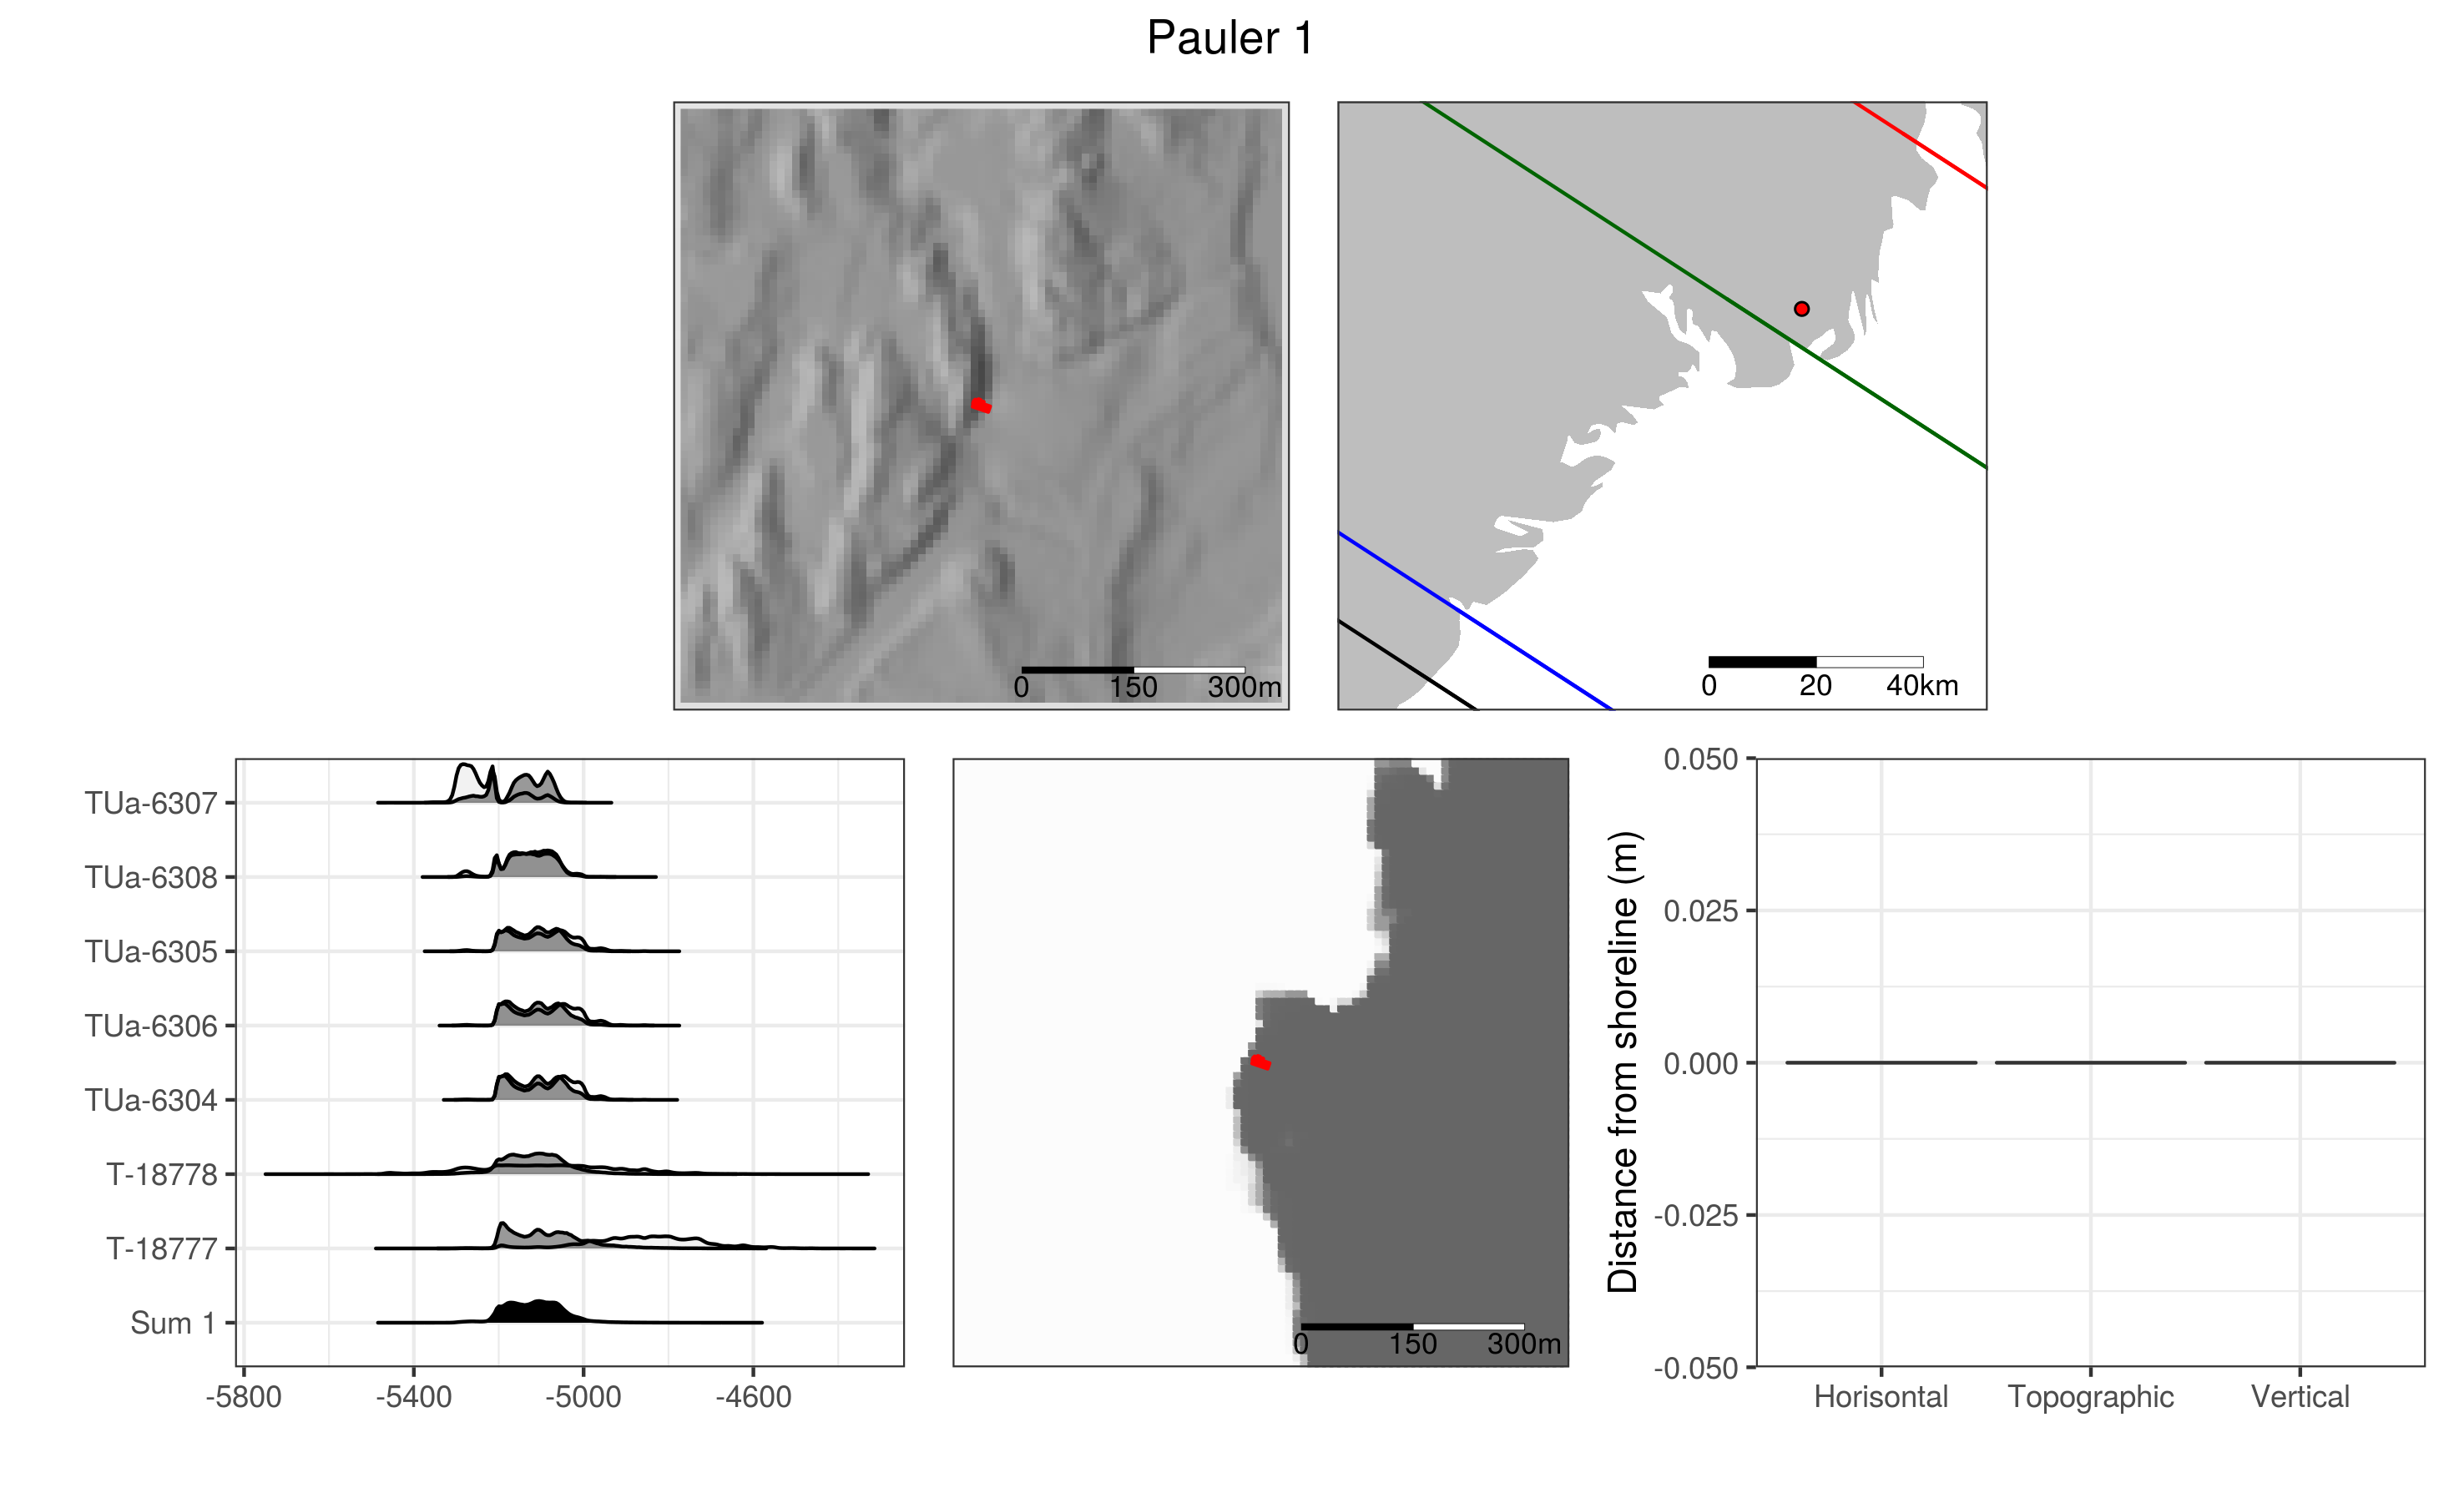 Pauler 1
0 150 300m
0 20 40km
TUa-6307
TUa-6308
TUa-6305
TUa-6306
TUa-6304
T-18778
T-18777
Sum 1
-5800 -5400 -5000 -4600
0 150 300m
Distance from shoreline (m)
0.050
0.025
0.000
-0.025
-0.050
Horisontal Topographic Vertical